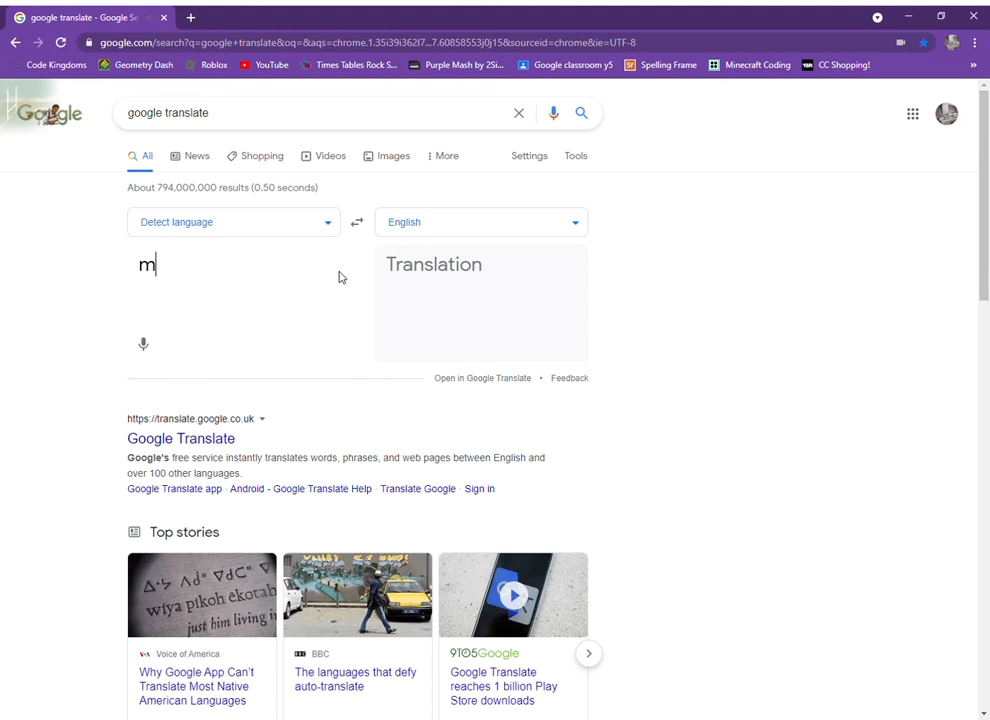 google translate - Google Se
google.com/search?q=google+translate&oq=&aqs=chrome.1.35i39i362l7...7.60858553j0j15&sourceid=chrome&ie=UTF-8
Code Kingdoms Geometry Dash Roblox YouTube Times Tables Rock S... Purple Mash by 2Si... Google classroom y5 Spelling Frame Minecraft Coding CC Shopping! »
Google google translate
All News Shopping Videos Images More Settings Tools
About 794,000,000 results (0.50 seconds)
Detect language English
m Translation
Open in Google Translate • Feedback
https://translate.google.co.uk
Google Translate
Google's free service instantly translates words, phrases, and web pages between English and
over 100 other languages.
Google Translate app · Android - Google Translate Help · Translate Google · Sign in
Top stories
wiya pikoh ēkotah
just him living
Voice of America
Why Google App Can't
Translate Most Native
American Languages
BBC
The languages that defy
auto-translate
9TO5Google
Google Translate
reaches 1 billion Play
Store downloads